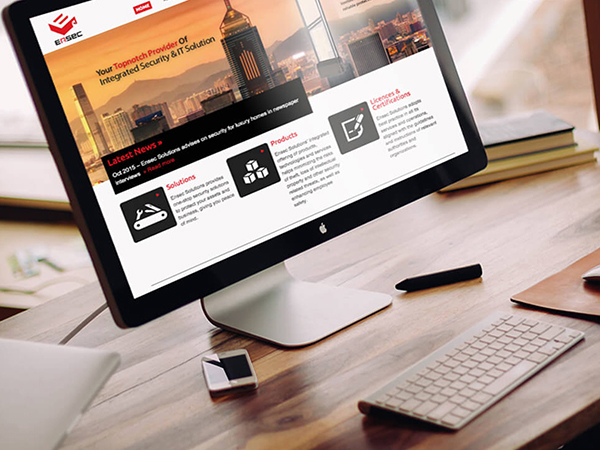 ENSEC
HOME
Your Topnotch Provider Of
Integrated Security & IT Solution
Latest News »
Oct 2015 – Ensec Solutions advises on security for luxury homes in newspaper
interviews » Read more
Solutions
Ensec Solutions provides
one-stop security solutions
to protect your assets and
business, giving you peace
of mind.
Products
Ensec Solutions' integrated
offering of products,
technologies and services
helps minimizing the risks
of theft, loss of intellectual
property and other security
related threats, as well as
enhancing employee
safety.
Licences &
Certifications
Ensec Solutions adopts
best practice in all its
services and operations,
aligned with the guidelines
and instructions of relevant
authorities and
organisations.